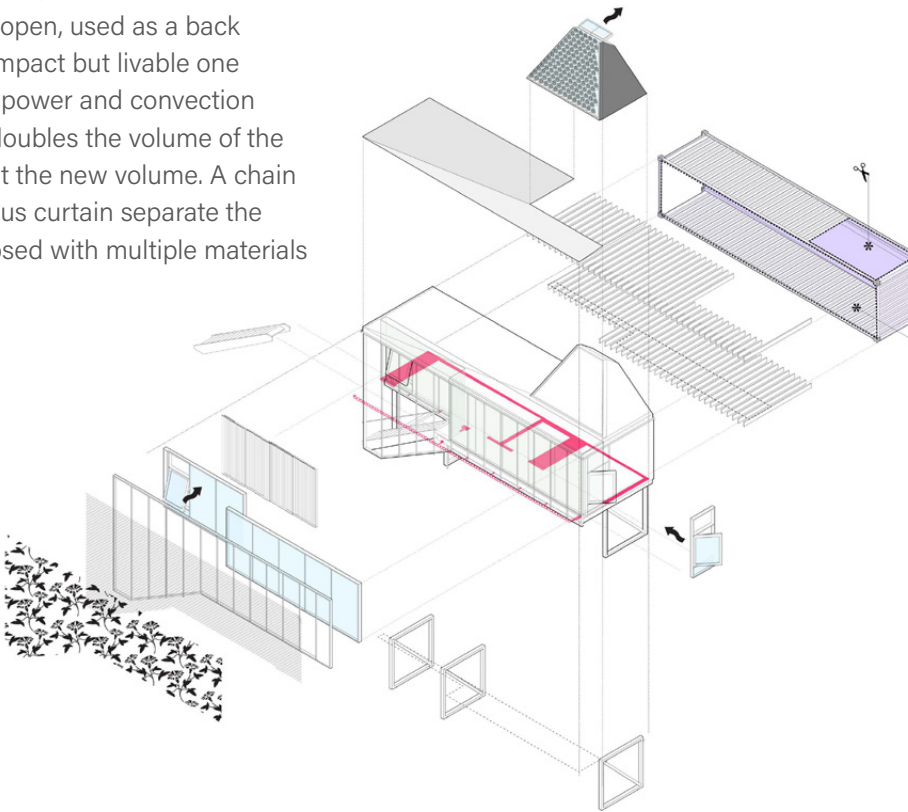 open, used as a back
mpact but livable one
power and convection
doubles the volume of the
t the new volume. A chain
us curtain separate the
osed with multiple materials